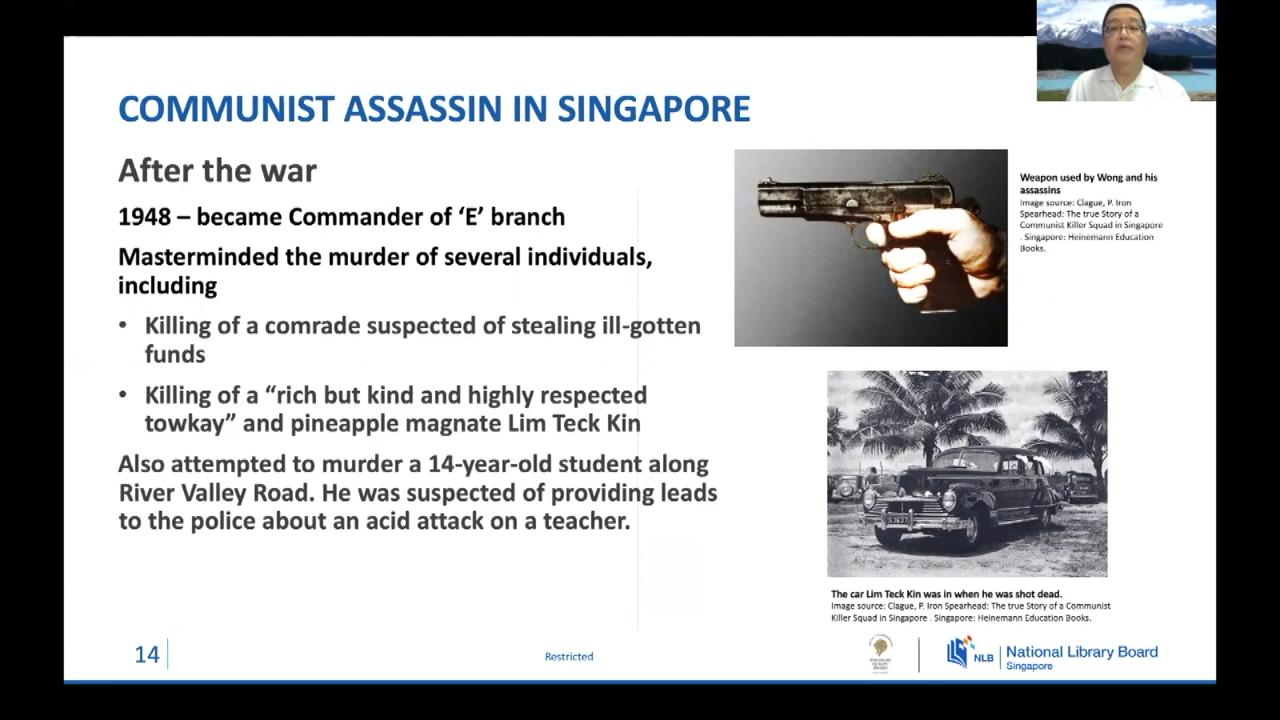 COMMUNIST ASSASSIN IN SINGAPORE
After the war
1948 – became Commander of ‘E’ branch
Masterminded the murder of several individuals,
including
• Killing of a comrade suspected of stealing ill-gotten
funds
• Killing of a “rich but kind and highly respected
towkay” and pineapple magnate Lim Teck Kin
Also attempted to murder a 14-year-old student along
River Valley Road. He was suspected of providing leads
to the police about an acid attack on a teacher.
Weapon used by Wong and his
assassins
Image source: Clague, P. Iron
Spearhead: The true Story of a
Communist Killer Squad in Singapore
. Singapore: Heinemann Education
Books.
The car Lim Teck Kin was in when he was shot dead.
Image source: Clague, P. Iron Spearhead: The true Story of a Communist
Killer Squad in Singapore . Singapore: Heinemann Education Books.
14
Restricted
NLB
National Library Board
Singapore